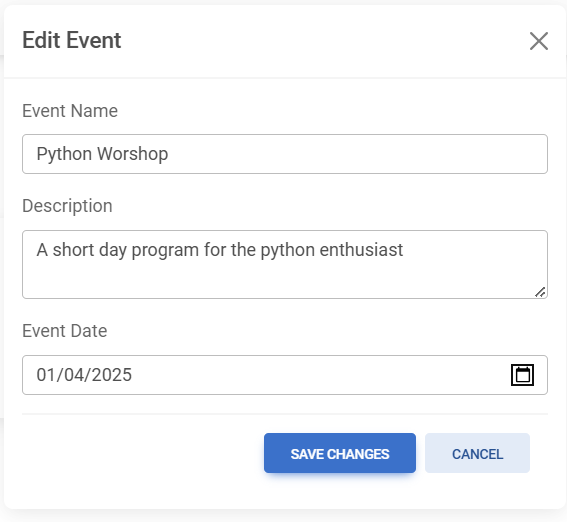 Edit Event
Event Name
Python Worshop
Description
A short day program for the python enthusiast
Event Date
01/04/2025
SAVE CHANGES
CANCEL